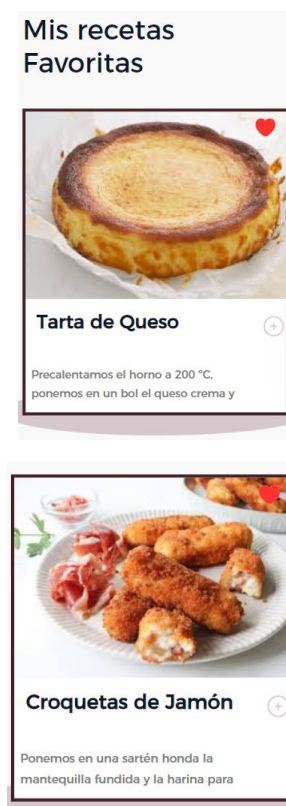 Mis recetas
Favoritas
Tarta de Queso
Precalentamos el horno a 200 °C,
ponemos en un bol el queso crema y
Croquetas de Jamón
Ponemos en una sartén honda la
mantequilla fundida y la harina para